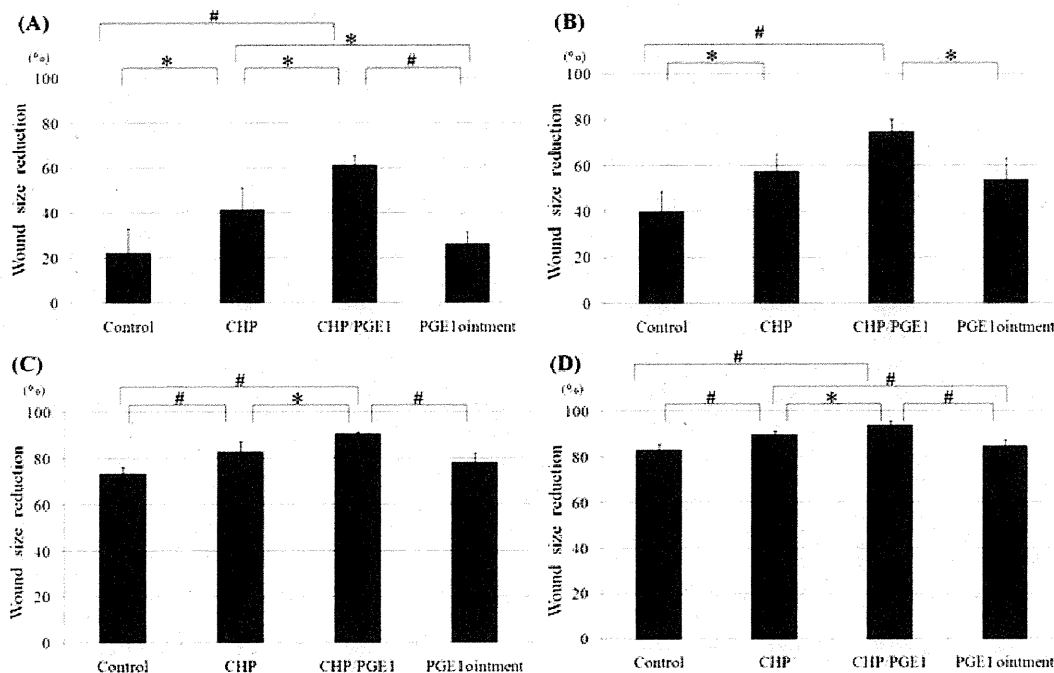 (A)
#
*
* * #
(%)
100
80
60
40
20
0
Wound size reduction
Control CHP CHP/PGE1 PGE1ointment
(B)
#
* *
(%)
100
80
60
40
20
0
Wound size reduction
Control CHP CHP/PGE1 PGE1ointment
(C)
#
# * #
(%)
100
80
60
40
20
0
Wound size reduction
Control CHP CHP/PGE1 PGE1ointment
(D)
#
#
# * #
(%)
100
80
60
40
20
0
Wound size reduction
Control CHP CHP/PGE1 PGE1ointment